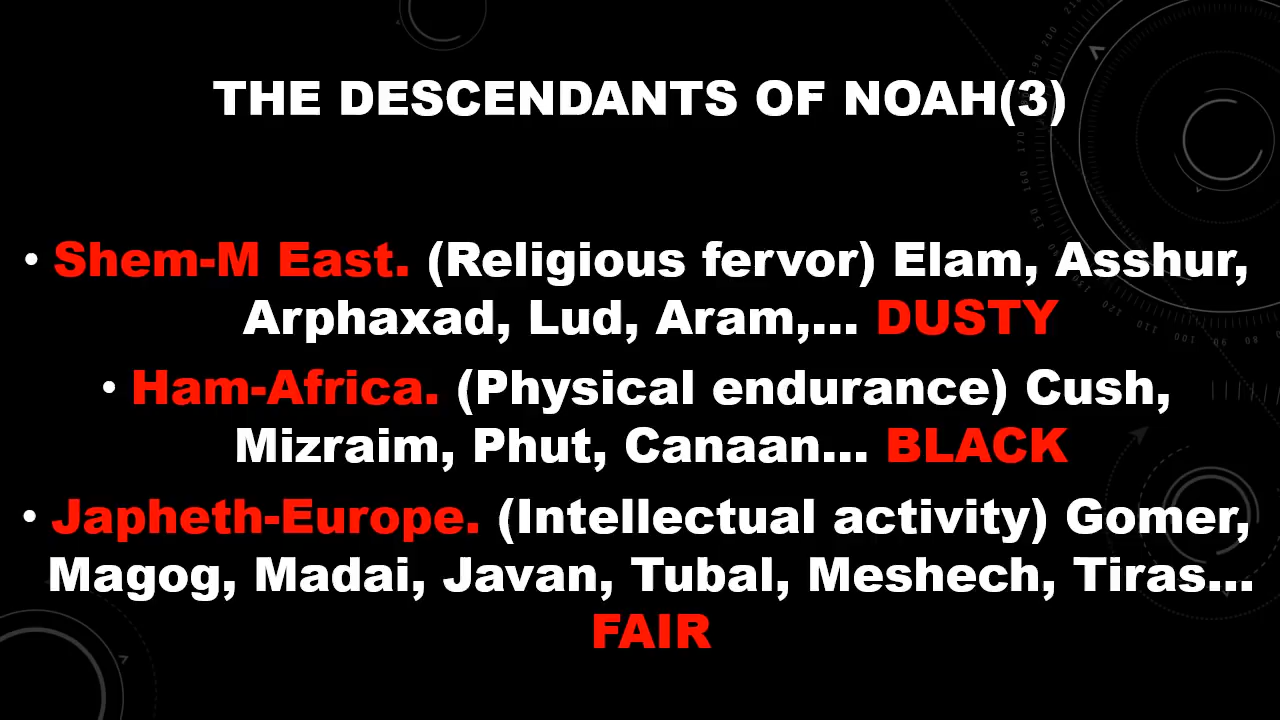 THE DESCENDANTS OF NOAH(3)
• Shem-M East. (Religious fervor) Elam, Asshur,
Arphaxad, Lud, Aram,... DUSTY
• Ham-Africa. (Physical endurance) Cush,
Mizraim, Phut, Canaan... BLACK
• Japheth-Europe. (Intellectual activity) Gomer,
Magog, Madai, Javan, Tubal, Meshech, Tiras...
FAIR